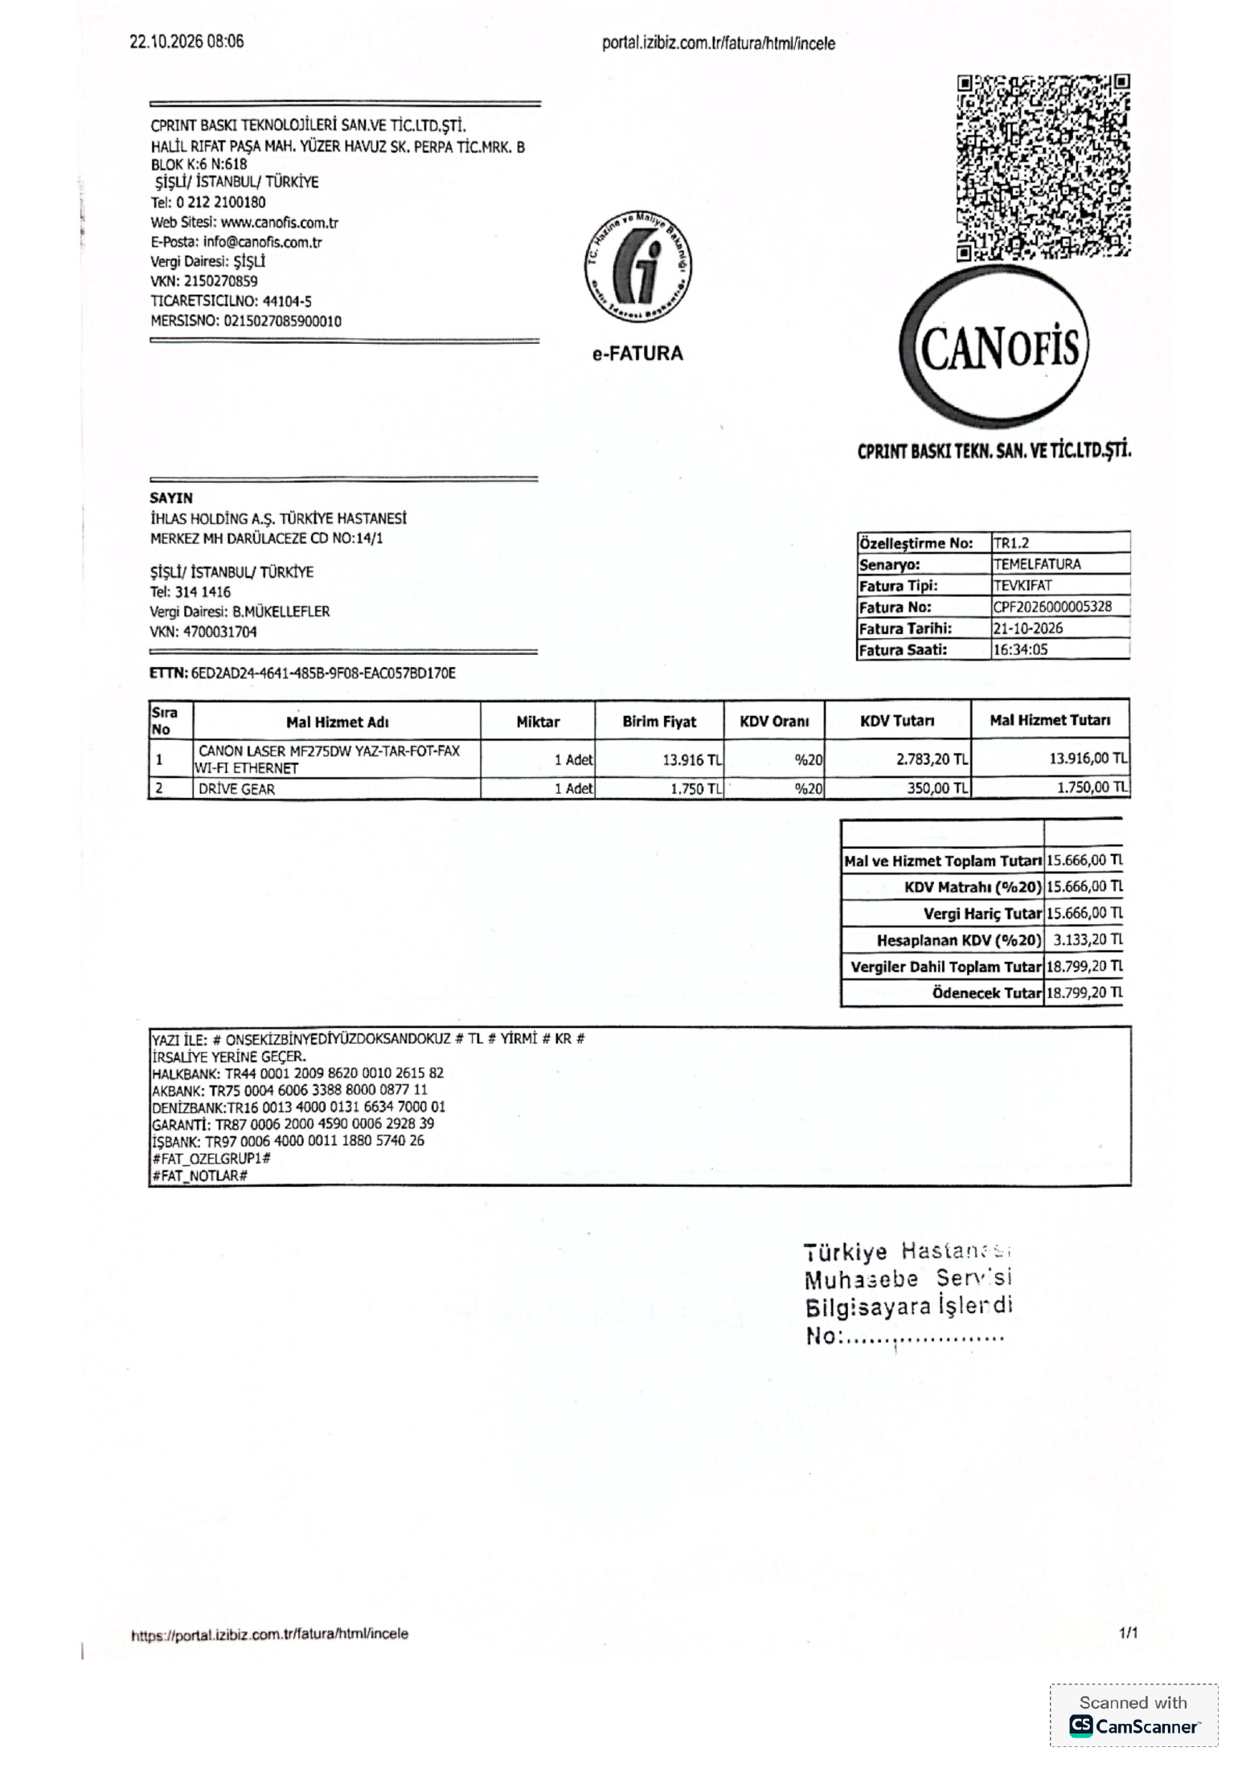 22.10.2026 08:06
portal.izibiz.com.tr/fatura/html/incele
CPRINT BASKI TEKNOLOJİLERİ SAN.VE TİC.LTD.ŞTİ.
HALİL RIFAT PAŞA MAH. YÜZER HAVUZ SK. PERPA TİC.MRK. B
BLOK K:6 N:618
ŞİŞLİ/ İSTANBUL/ TÜRKİYE
Tel: 0 212 2100180
Web Sitesi: www.canofis.com.tr
E-Posta: info@canofis.com.tr
Vergi Dairesi: ŞİŞLİ
VKN: 2150270859
TICARETSICILNO: 44104-5
MERSISNO: 0215027085900010
T.C. Hazine ve Maliye Bakanlığı
Gelir İdaresi Başkanlığı
e-FATURA
CANOFİS
CPRINT BASKI TEKN. SAN. VE TİC.LTD.ŞTİ.
SAYIN
İHLAS HOLDİNG A.Ş. TÜRKİYE HASTANESİ
MERKEZ MH DARÜLACEZE CD NO:14/1
ŞİŞLİ/ İSTANBUL/ TÜRKİYE
Tel: 314 1416
Vergi Dairesi: B.MÜKELLEFLER
VKN: 4700031704
Özelleştirme No: TR1.2
Senaryo: TEMELFATURA
Fatura Tipi: TEVKIFAT
Fatura No: CPF2026000005328
Fatura Tarihi: 21-10-2026
Fatura Saati: 16:34:05
ETTN: 6ED2AD24-4641-485B-9F08-EAC057BD170E
Sıra No Mal Hizmet Adı Miktar Birim Fiyat KDV Oranı KDV Tutarı Mal Hizmet Tutarı
1 CANON LASER MF275DW YAZ-TAR-FOT-FAX WI-FI ETHERNET 1 Adet 13.916 TL %20 2.783,20 TL 13.916,00 TL
2 DRİVE GEAR 1 Adet 1.750 TL %20 350,00 TL 1.750,00 TL
Mal ve Hizmet Toplam Tutarı 15.666,00 TL
KDV Matrahı (%20) 15.666,00 TL
Vergi Hariç Tutar 15.666,00 TL
Hesaplanan KDV (%20) 3.133,20 TL
Vergiler Dahil Toplam Tutar 18.799,20 TL
Ödenecek Tutar 18.799,20 TL
YAZI İLE: # ONSEKİZBİNYEDİYÜZDOKSANDOKUZ # TL # YİRMİ # KR #
İRSALİYE YERİNE GEÇER.
HALKBANK: TR44 0001 2009 8620 0010 2615 82
AKBANK: TR75 0004 6006 3388 8000 0877 11
DENİZBANK:TR16 0013 4000 0131 6634 7000 01
GARANTİ: TR87 0006 2000 4590 0006 2928 39
İŞBANK: TR97 0006 4000 0011 1880 5740 26
#FAT_OZELGRUP1#
#FAT_NOTLAR#
Türkiye Hastanesi
Muhasebe Servisi
Bilgisayara İşlendi
No:......................
https://portal.izibiz.com.tr/fatura/html/incele
1/1
Scanned with
CS CamScanner